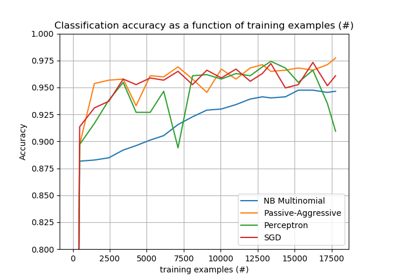 Classification accuracy as a function of training examples (#)
1.000
0.975
0.950
0.925
0.900
0.875
0.850
0.825
0.800
Accuracy
NB Multinomial
Passive-Aggressive
Perceptron
SGD
0 2500 5000 7500 10000 12500 15000 17500
training examples (#)